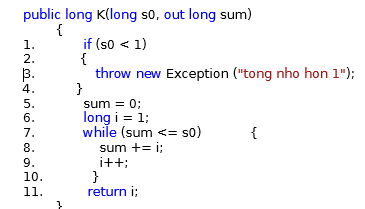 public long K(long s0, out long sum)
{
1. if (s0 < 1)
2. {
3. throw new Exception ("tong nho hon 1");
4. }
5. sum = 0;
6. long i = 1;
7. while (sum <= s0) {
8. sum += i;
9. i++;
10. }
11. return i;
}